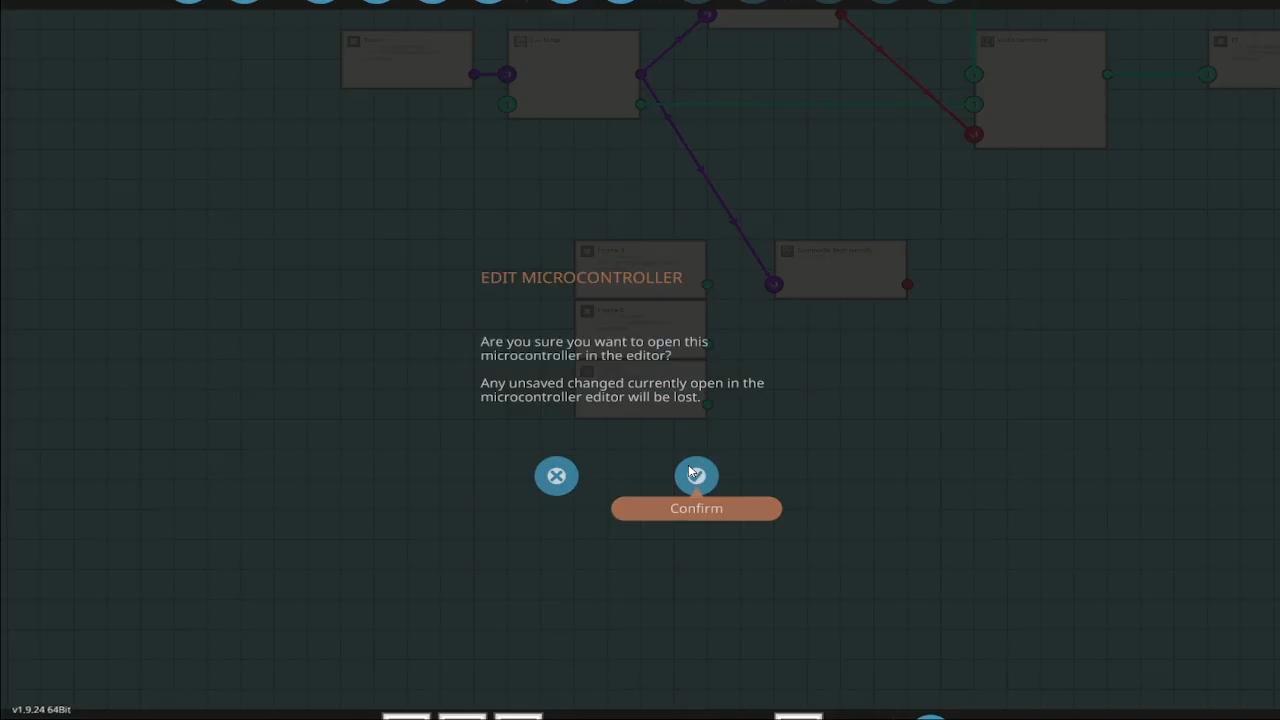 EDIT MICROCONTROLLER
Are you sure you want to open this
microcontroller in the editor?
Any unsaved changed currently open in the
microcontroller editor will be lost.
Confirm
v1.9.24 64Bit